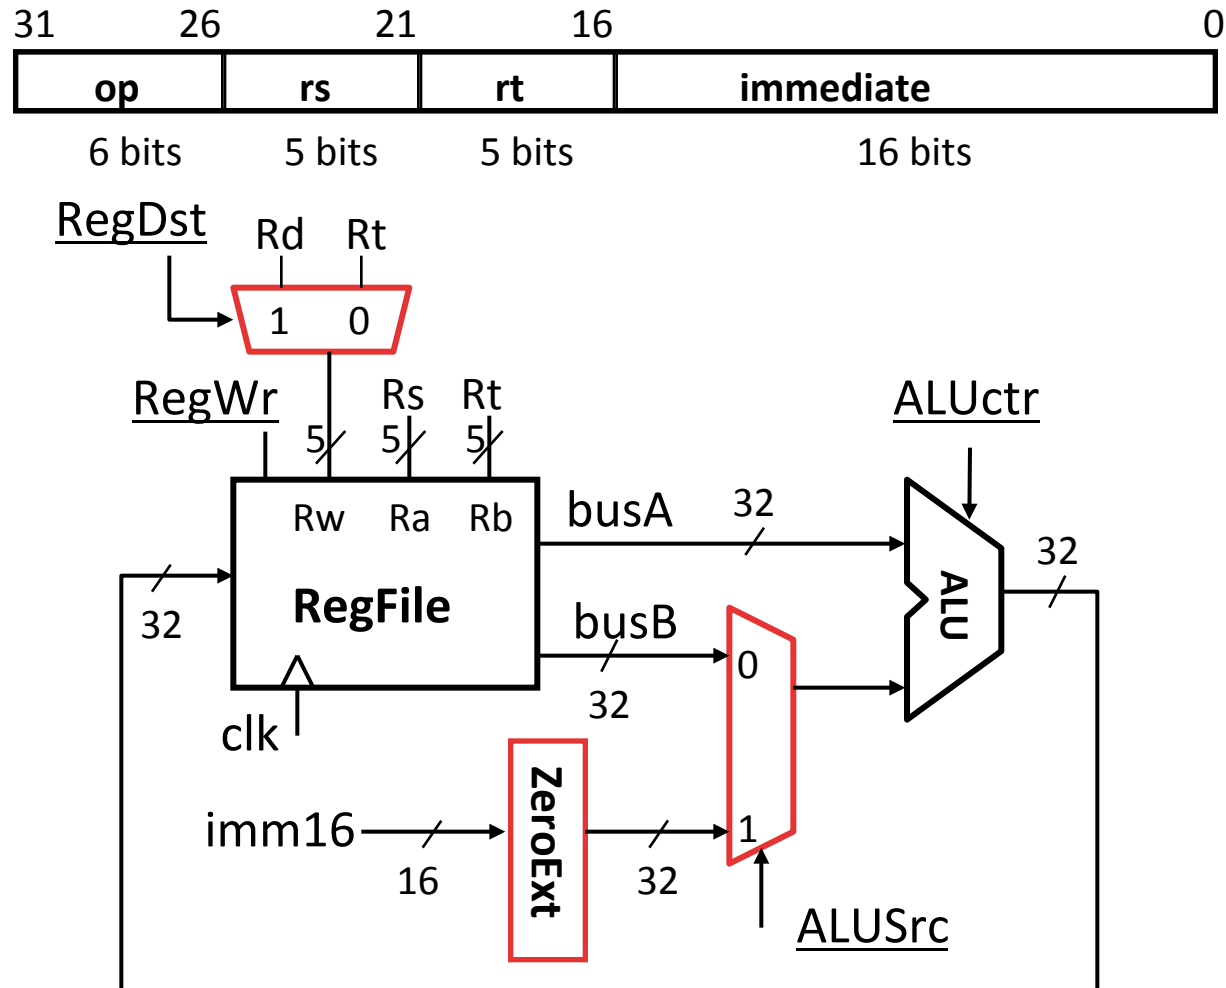 31 26 21 16 0
op rs rt immediate
6 bits 5 bits 5 bits 16 bits
RegDst
Rd Rt
1 0
RegWr Rs Rt ALUctr
5 5 5
Rw Ra Rb busA 32 32
32 RegFile busB ALU
0
32
clk
imm16 ZeroExt 1
16 32
ALUSrc